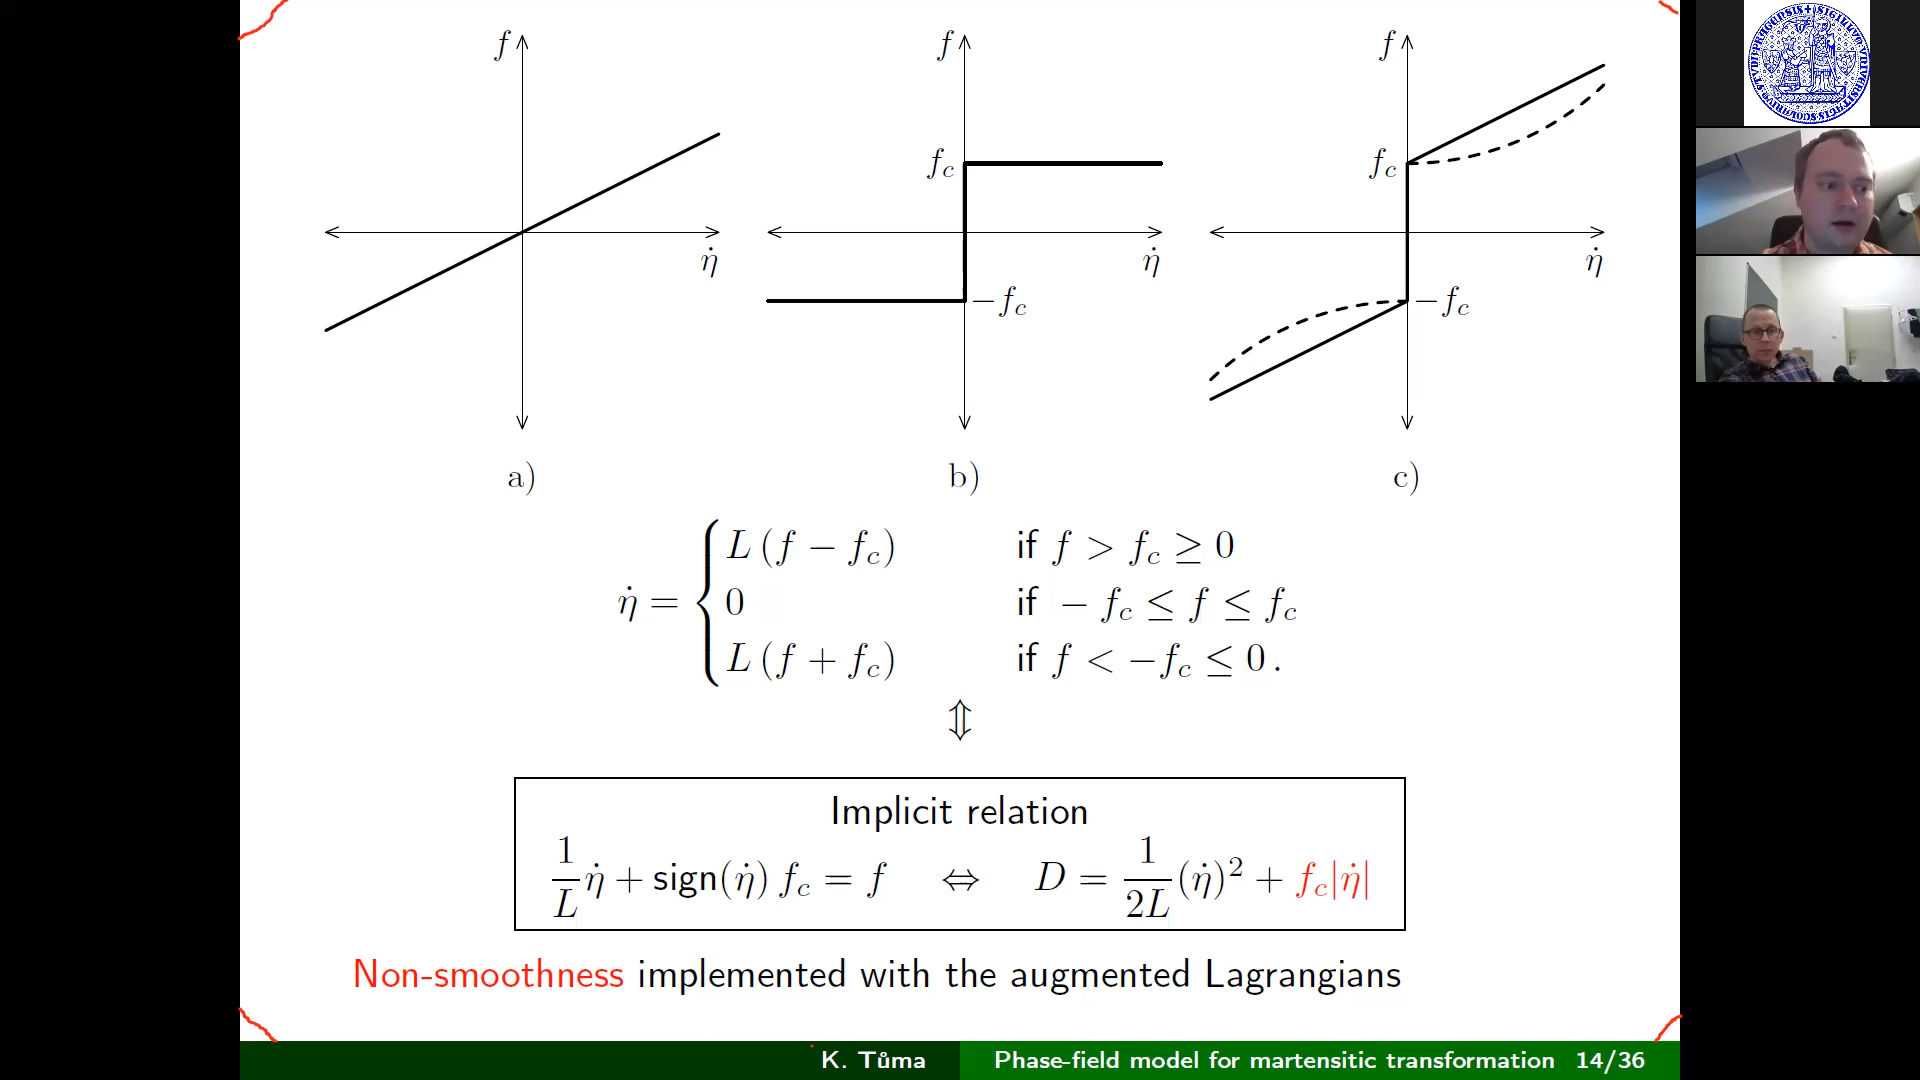 f f f
f_c f_c
η̇ η̇ η̇
−f_c −f_c
a) b) c)
η̇ = { L (f − f_c) if f > f_c ≥ 0
0 if − f_c ≤ f ≤ f_c
L (f + f_c) if f < −f_c ≤ 0 .
⇕
Implicit relation
1/L η̇ + sign(η̇) f_c = f ⇔ D = 1/2L (η̇)² + f_c|η̇|
Non-smoothness implemented with the augmented Lagrangians
K. Tůma Phase-field model for martensitic transformation 14/36